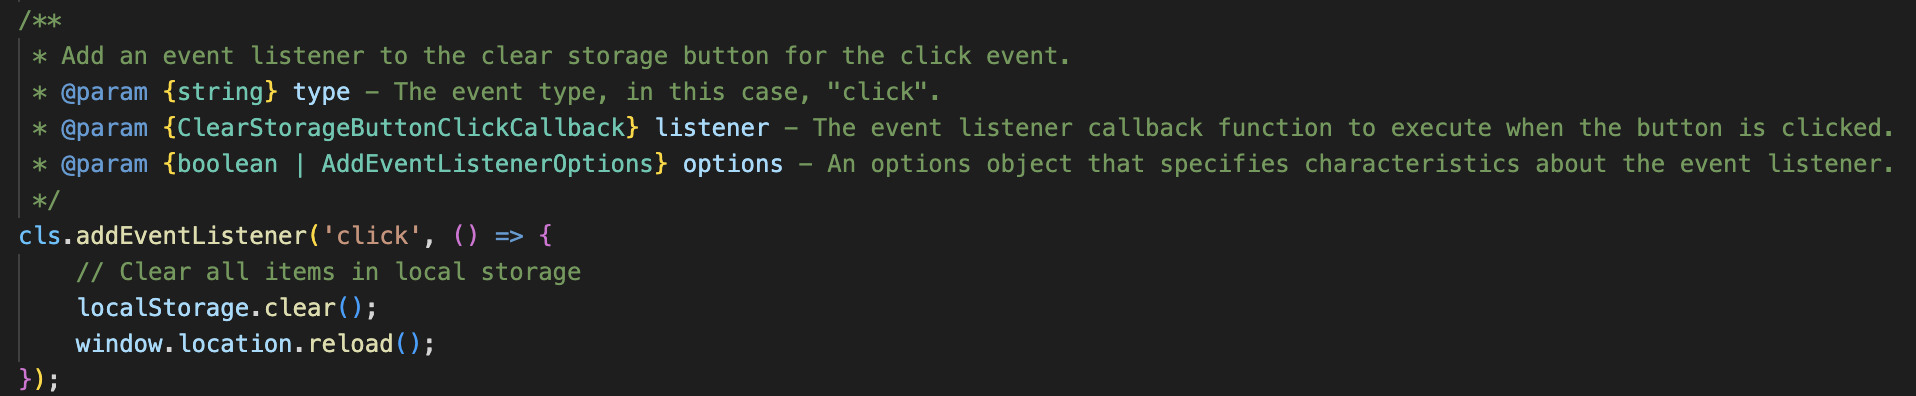 /**
 * Add an event listener to the clear storage button for the click event.
 * @param {string} type – The event type, in this case, "click".
 * @param {ClearStorageButtonClickCallback} listener – The event listener callback function to execute when the button is clicked.
 * @param {boolean | AddEventListenerOptions} options – An options object that specifies characteristics about the event listener.
 */
cls.addEventListener('click', () => {
    // Clear all items in local storage
    localStorage.clear();
    window.location.reload();
});